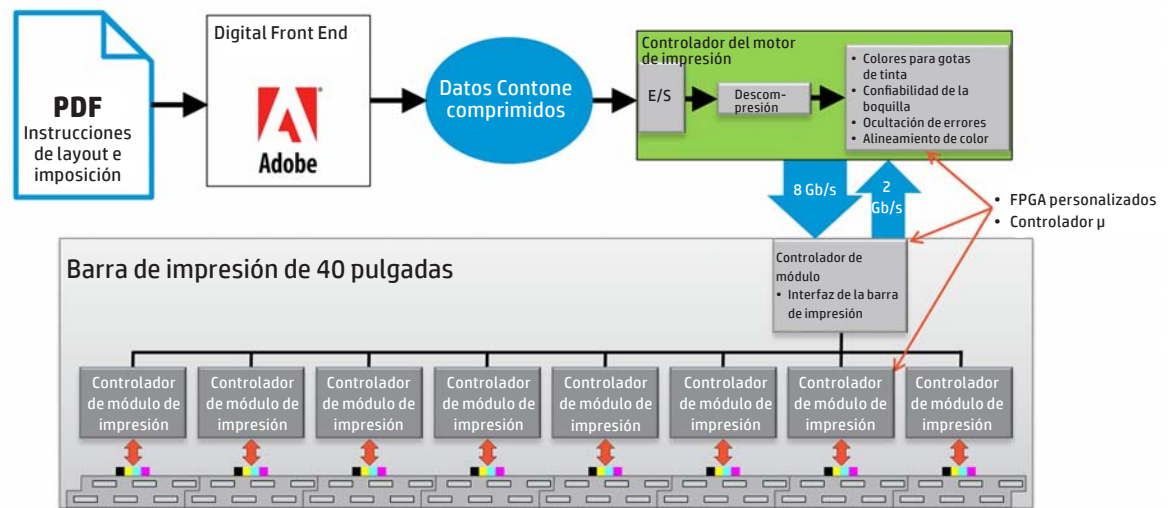 PDF
Instrucciones
de layout e
imposición
Digital Front End
Adobe
Datos Contone
comprimidos
Controlador del motor
de impresión
E/S
Descom-
presión
• Colores para gotas
de tinta
• Confiabilidad de la
boquilla
• Ocultación de errores
• Alineamiento de color
8 Gb/s
2
Gb/s
• FPGA personalizados
• Controlador µ
Barra de impresión de 40 pulgadas
Controlador de
módulo
• Interfaz de la barra
de impresión
Controlador
de módulo de
impresión
Controlador
de módulo de
impresión
Controlador
de módulo de
impresión
Controlador
de módulo de
impresión
Controlador
de módulo de
impresión
Controlador
de módulo de
impresión
Controlador
de módulo de
impresión
Controlador
de módulo de
impresión